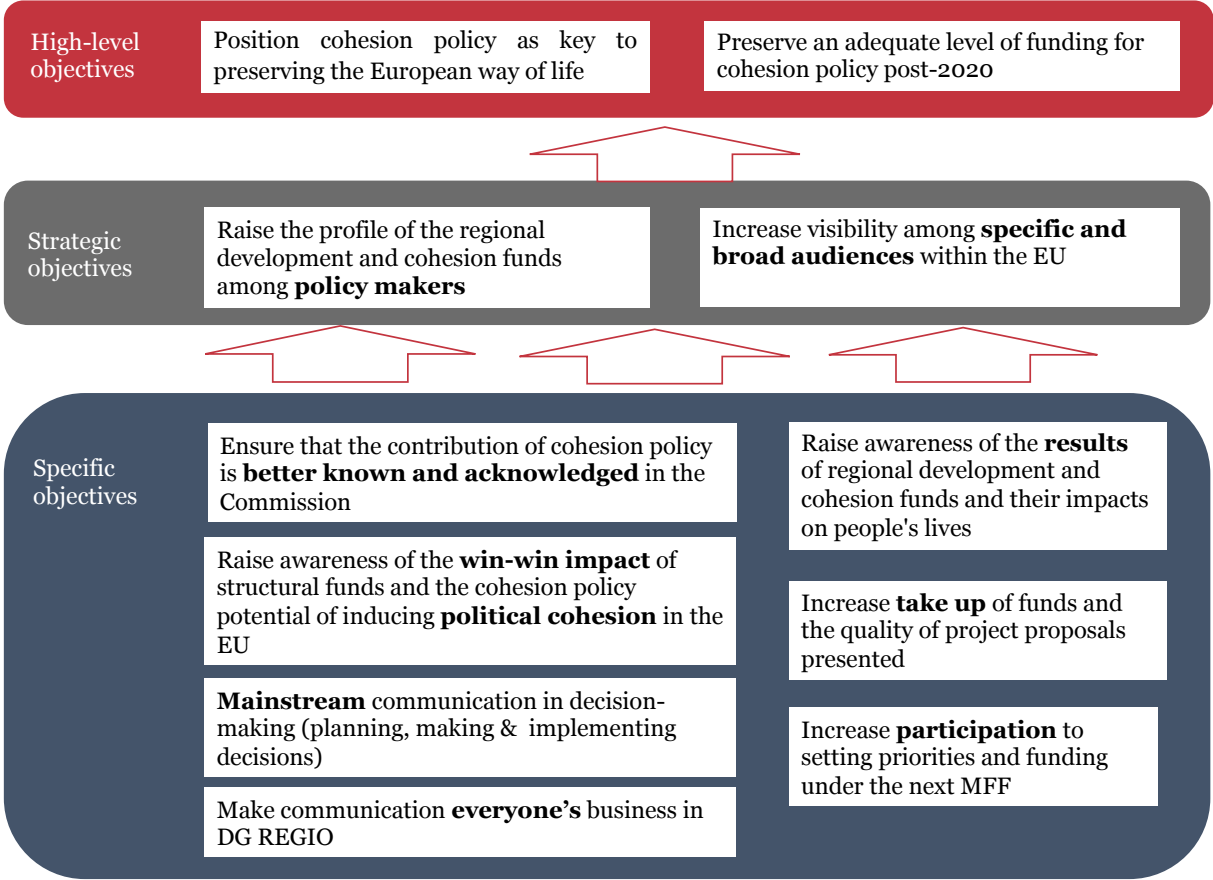 High-level
objectives
Position cohesion policy as key to
preserving the European way of life
Preserve an adequate level of funding for
cohesion policy post-2020
Strategic
objectives
Raise the profile of the regional
development and cohesion funds
among policy makers
Increase visibility among specific and
broad audiences within the EU
Specific
objectives
Ensure that the contribution of cohesion policy
is better known and acknowledged in the
Commission
Raise awareness of the win-win impact of
structural funds and the cohesion policy
potential of inducing political cohesion in the
EU
Mainstream communication in decision-
making (planning, making & implementing
decisions)
Make communication everyone’s business in
DG REGIO
Raise awareness of the results
of regional development and
cohesion funds and their impacts
on people's lives
Increase take up of funds and
the quality of project proposals
presented
Increase participation to
setting priorities and funding
under the next MFF